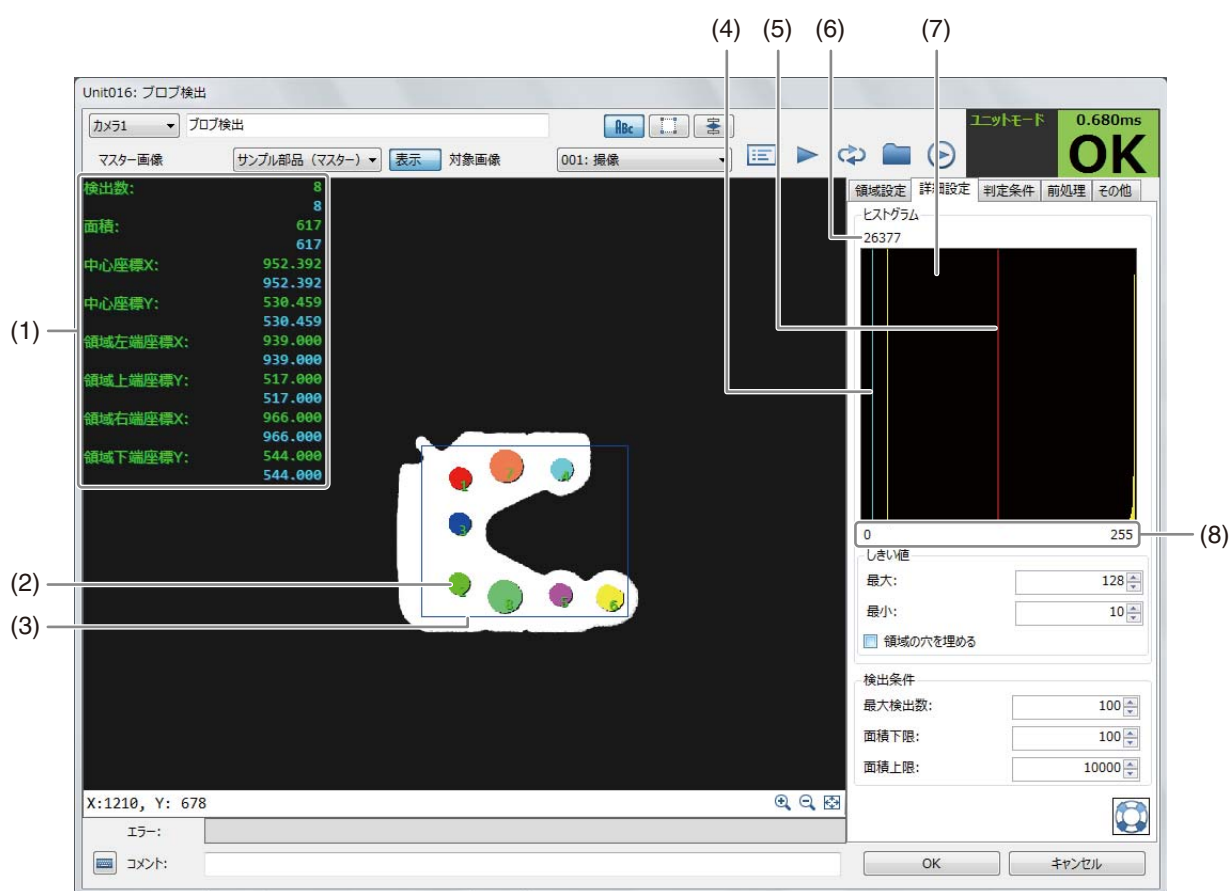 (4) (5) (6) (7)
Unit016: ブロブ検出
カメラ1 ブロブ検出 ABC
ユニットモード 0.680ms
OK
マスター画像 サンプル部品（マスター） 表示 対象画像 001: 撮像
検出数: 8
8
面積: 617
617
中心座標X: 952.392
952.392
中心座標Y: 530.459
530.459
領域左端座標X: 939.000
939.000
領域上端座標Y: 517.000
517.000
領域右端座標X: 966.000
966.000
領域下端座標Y: 544.000
544.000
(1)
(2)
(3)
1 7 4
3
2 8 5 6
領域設定 詳細設定 判定条件 前処理 その他
ヒストグラム
26377
0 255
(8)
しきい値
最大: 128
最小: 10
領域の穴を埋める
検出条件
最大検出数: 100
面積下限: 100
面積上限: 10000
X:1210, Y: 678
エラー:
コメント:
OK キャンセル